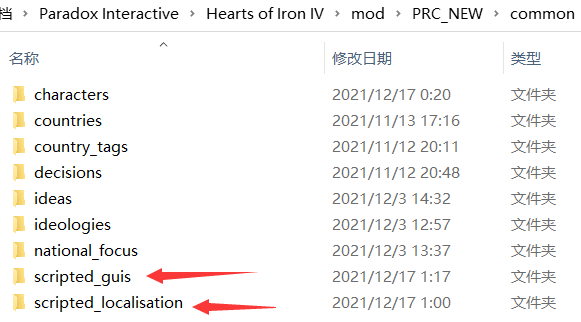 档 > Paradox Interactive > Hearts of Iron IV > mod > PRC_NEW > common
名称 修改日期 类型
characters 2021/12/17 0:20 文件夹
countries 2021/11/13 17:16 文件夹
country_tags 2021/11/12 20:11 文件夹
decisions 2021/11/12 20:48 文件夹
ideas 2021/12/3 14:32 文件夹
ideologies 2021/12/3 12:57 文件夹
national_focus 2021/12/3 13:37 文件夹
scripted_guis 2021/12/17 1:17 文件夹
scripted_localisation 2021/12/17 1:00 文件夹